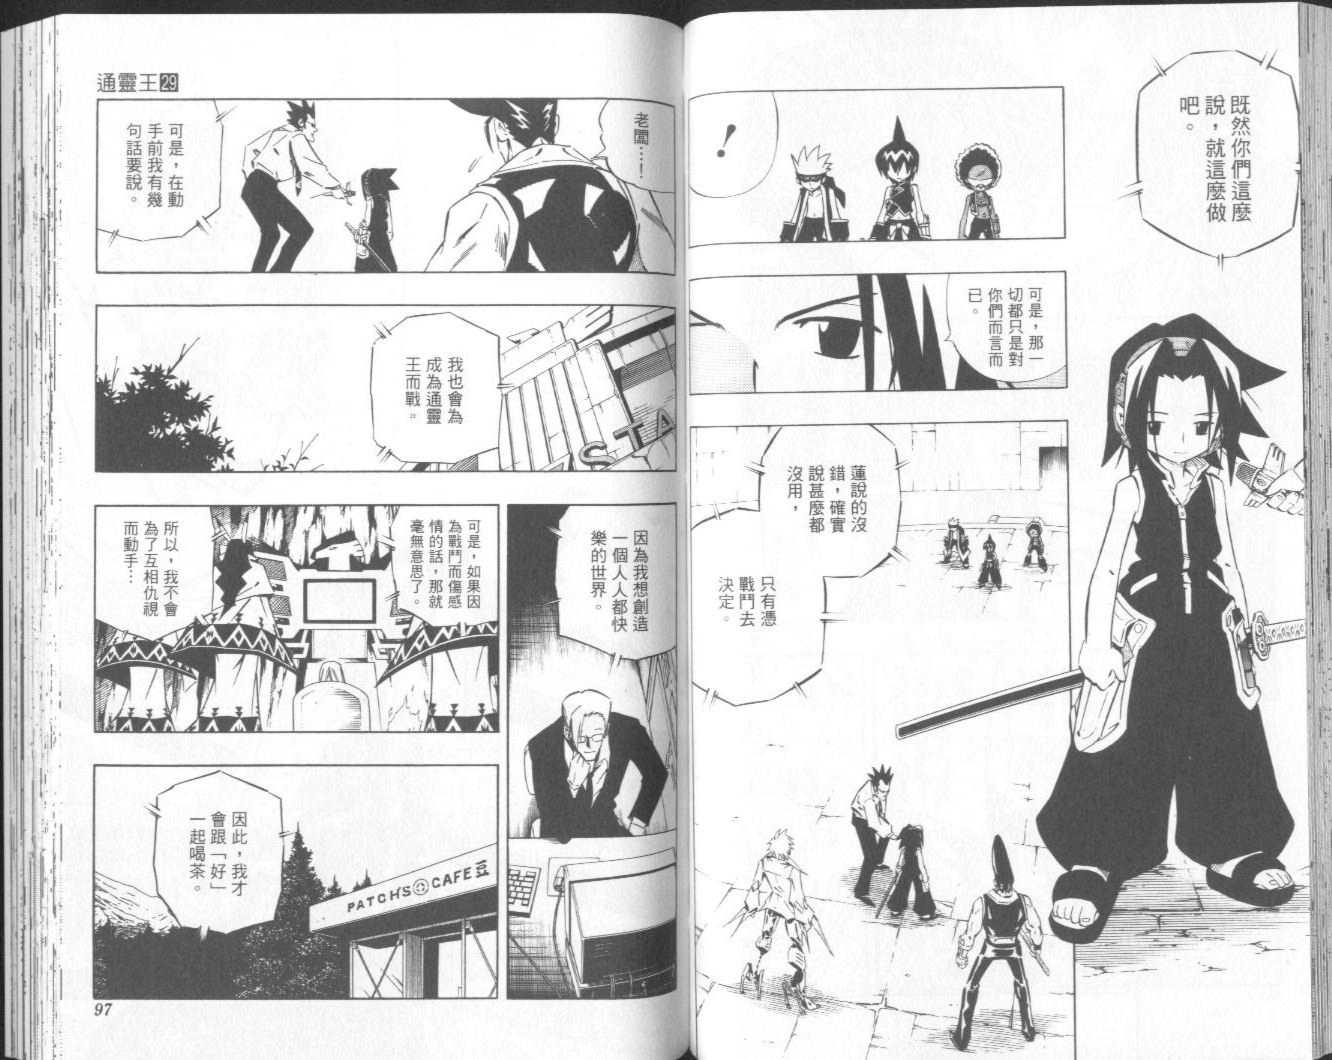 既然你們這麼
說，就這麼做
吧。
！
可是，那一
切都只是對
你們而言而
已。
蓮說的沒
錯，確實
說甚麼都
沒用，
只有憑
戰鬥去
決定。
通靈王29
老闆⋯⋯！
可是，在動
手前我有幾
句話要說。
STA
我也會為
成為通靈
王而戰。
因為我想創造
一個人人都快
樂的世界。
可是，如果因
為戰鬥而傷感
情的話，那就
毫無意思了。
所以，我不會
為了互相仇視
而動手⋯
因此，我才
會跟「好」
一起喝茶。
PATCHS CAFE豆
97